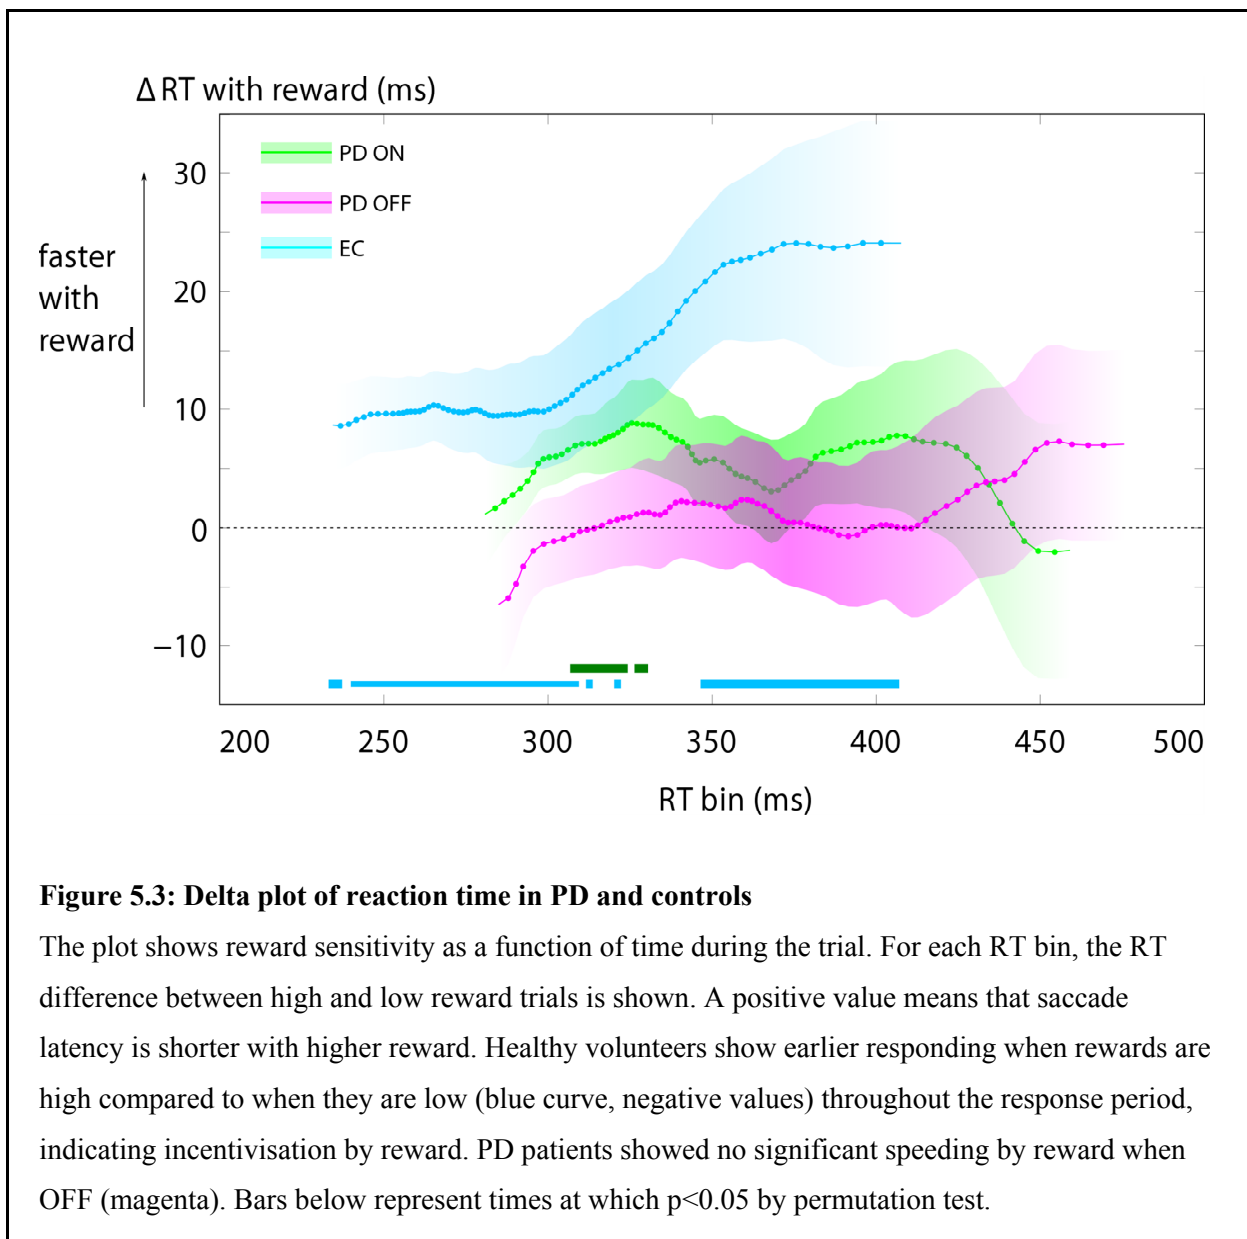 Δ RT with reward (ms)
PD ON
PD OFF
EC
30
20
10
0
−10
faster
with
reward
200
250
300
350
400
450
500
RT bin (ms)
Figure 5.3: Delta plot of reaction time in PD and controls
The plot shows reward sensitivity as a function of time during the trial. For each RT bin, the RT
difference between high and low reward trials is shown. A positive value means that saccade
latency is shorter with higher reward. Healthy volunteers show earlier responding when rewards are
high compared to when they are low (blue curve, negative values) throughout the response period,
indicating incentivisation by reward. PD patients showed no significant speeding by reward when
OFF (magenta). Bars below represent times at which p<0.05 by permutation test.